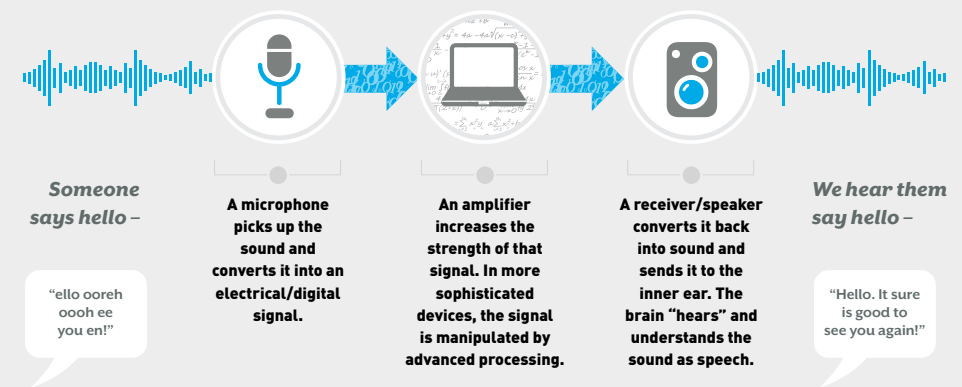 Someone
says hello –
“ello ooreh
oooh ee
you en!”
A microphone
picks up the
sound and
converts it into an
electrical/digital
signal.
An amplifier
increases the
strength of that
signal. In more
sophisticated
devices, the signal
is manipulated by
advanced processing.
A receiver/speaker
converts it back
into sound and
sends it to the
inner ear. The
brain “hears” and
understands the
sound as speech.
We hear them
say hello –
“Hello. It sure
is good to
see you again!”